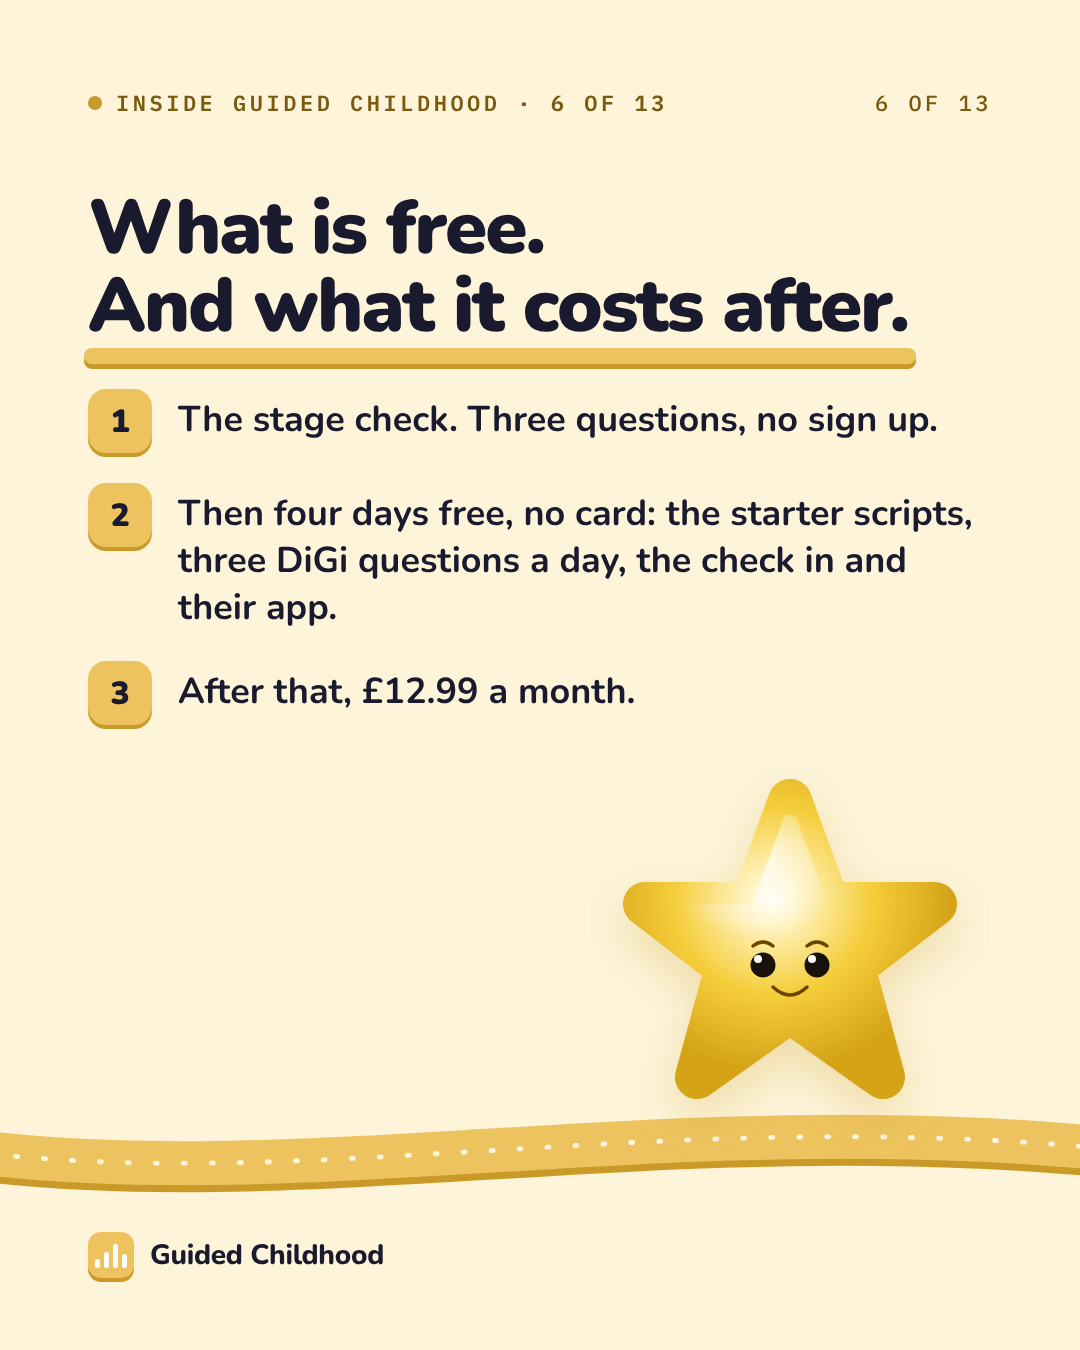 INSIDE GUIDED CHILDHOOD · 6 OF 13
6 OF 13
What is free.
And what it costs after.
1 The stage check. Three questions, no sign up.
2 Then four days free, no card: the starter scripts,
three DiGi questions a day, the check in and
their app.
3 After that, £12.99 a month.
Guided Childhood